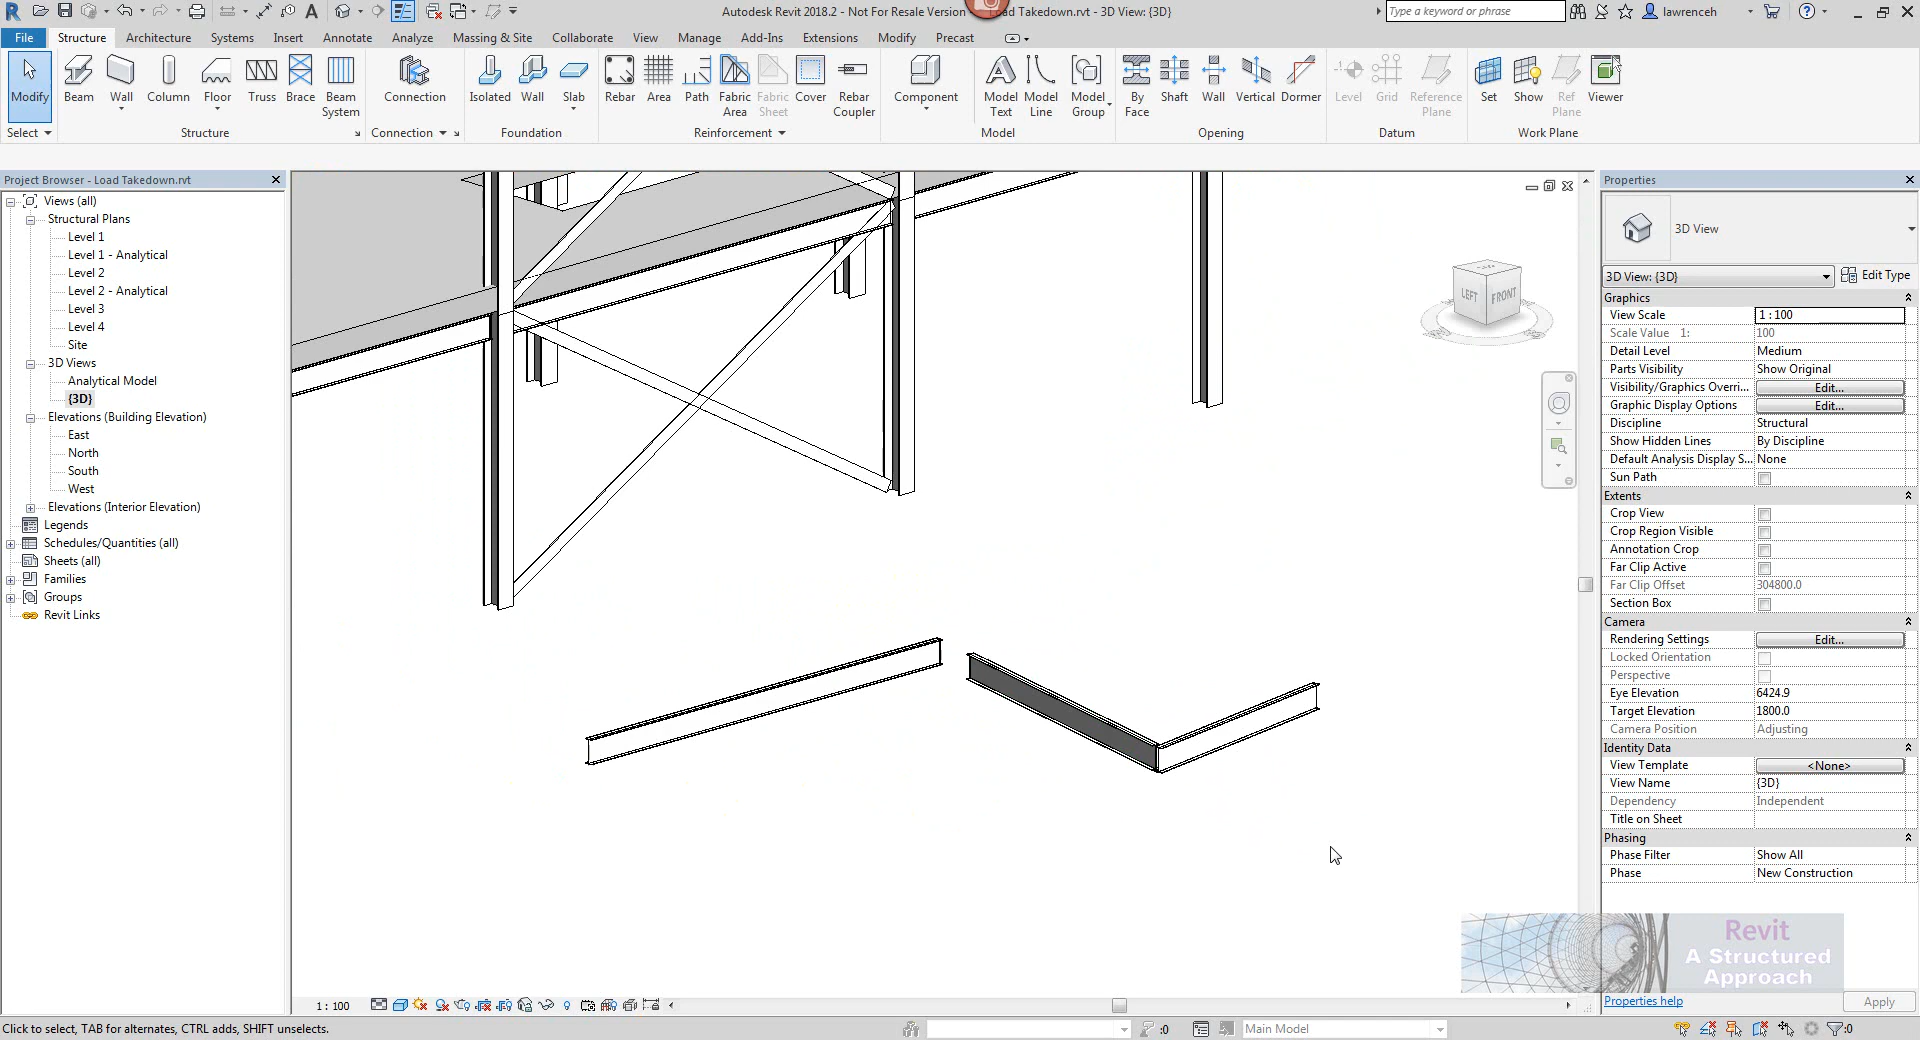 Autodesk Revit 2018.2 - Not For Resale Version
Load Takedown.rvt - 3D View: {3D}
Type a keyword or phrase
lawrenceh
File
Structure
Architecture
Systems
Insert
Annotate
Analyze
Massing & Site
Collaborate
View
Manage
Add-Ins
Extensions
Modify
Precast
Modify
Beam
Wall
Column
Floor
Truss
Brace
Beam
System
Connection
Isolated
Wall
Slab
Rebar
Area
Path
Fabric
Area
Fabric
Sheet
Cover
Rebar
Coupler
Component
Model
Text
Model
Line
Model
Group
By
Face
Shaft
Wall
Vertical
Dormer
Level
Grid
Reference
Plane
Set
Show
Ref
Plane
Viewer
Select
Structure
Connection
Foundation
Reinforcement
Model
Opening
Datum
Work Plane
Project Browser - Load Takedown.rvt
Views (all)
Structural Plans
Level 1
Level 1 - Analytical
Level 2
Level 2 - Analytical
Level 3
Level 4
Site
3D Views
Analytical Model
{3D}
Elevations (Building Elevation)
East
North
South
West
Elevations (Interior Elevation)
Legends
Schedules/Quantities (all)
Sheets (all)
Families
Groups
Revit Links
LEFT
FRONT
Properties
3D View
3D View: {3D}
Edit Type
Graphics
View Scale
1 : 100
Scale Value 1:
100
Detail Level
Medium
Parts Visibility
Show Original
Visibility/Graphics Overri...
Edit...
Graphic Display Options
Edit...
Discipline
Structural
Show Hidden Lines
By Discipline
Default Analysis Display S...
None
Sun Path
Extents
Crop View
Crop Region Visible
Annotation Crop
Far Clip Active
Far Clip Offset
304800.0
Section Box
Camera
Rendering Settings
Edit...
Locked Orientation
Perspective
Eye Elevation
6424.9
Target Elevation
1800.0
Camera Position
Adjusting
Identity Data
View Template
<None>
View Name
{3D}
Dependency
Independent
Title on Sheet
Phasing
Phase Filter
Show All
Phase
New Construction
Revit
A Structured
Approach
Properties help
Apply
1 : 100
Click to select, TAB for alternates, CTRL adds, SHIFT unselects.
:0
Main Model
:0